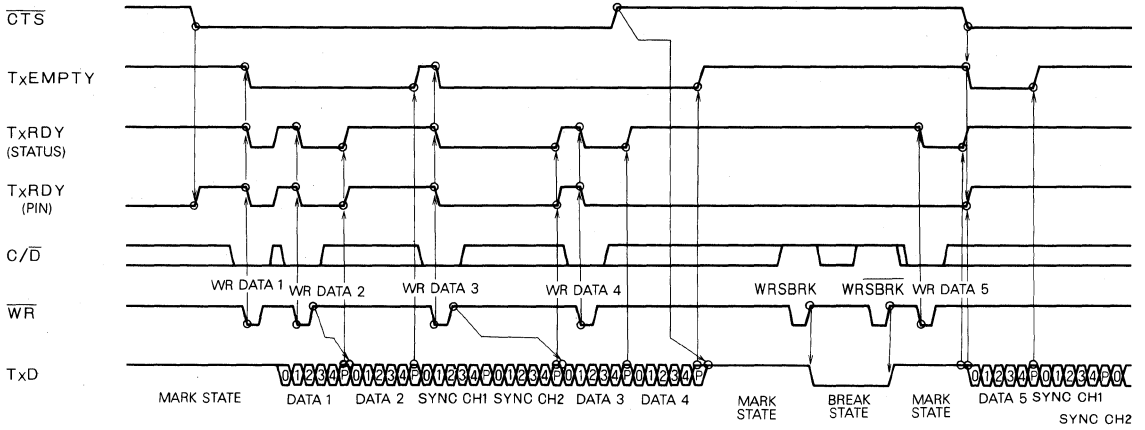 CTS
TxEMPTY
TxRDY
(STATUS)
TxRDY
(PIN)
C/D
WR DATA 1 WR DATA 2 WR DATA 3 WR DATA 4 WRSBRK WRSBRK WR DATA 5
WR
TxD
01234P01234P01234P01234P01234P01234P 01234P01234P0
MARK STATE DATA 1 DATA 2 SYNC CH1 SYNC CH2 DATA 3 DATA 4 MARK STATE BREAK STATE MARK STATE DATA 5 SYNC CH1
SYNC CH2